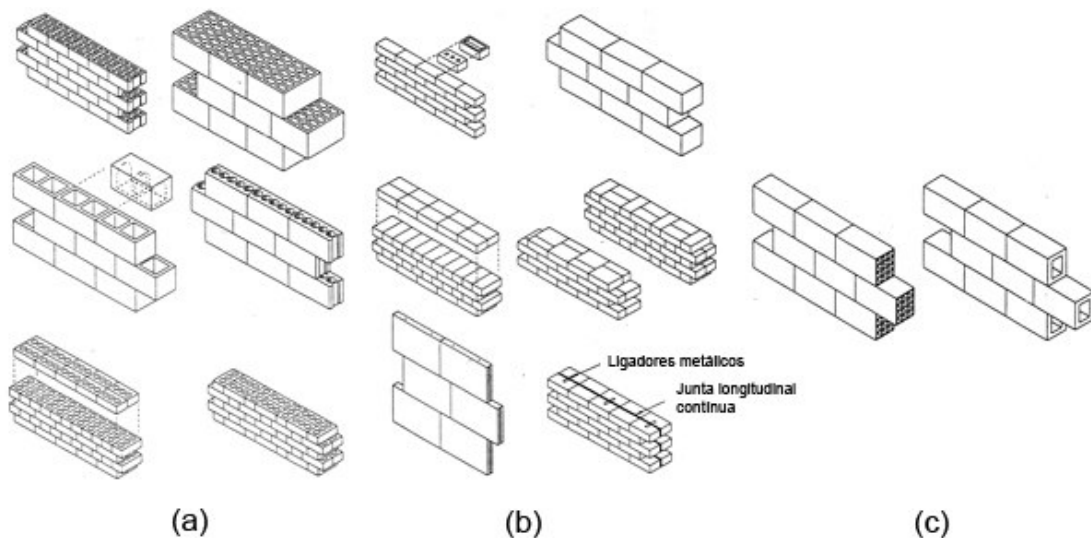 Ligadores metálicos
Junta longitudinal
contínua
(a)
(b)
(c)